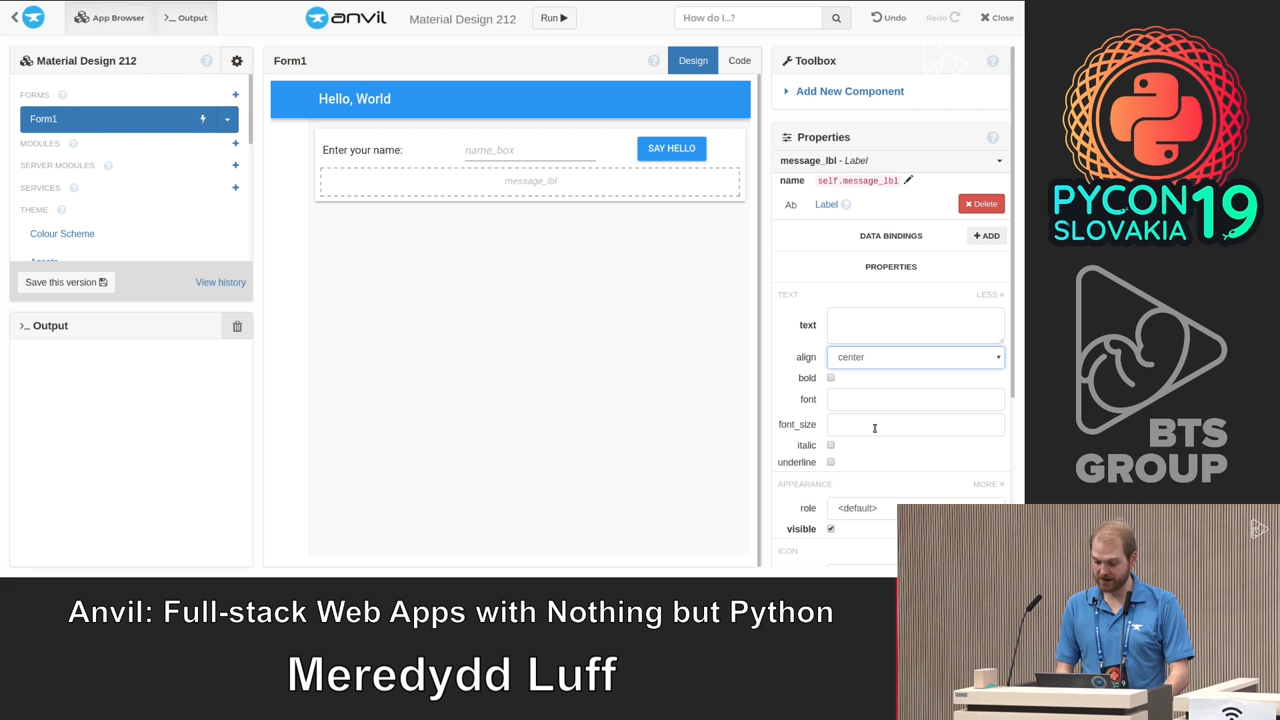 App Browser
Output
anvil
Material Design 212
Run
How do I...?
Undo
Redo
Close
Material Design 212
FORMS
Form1
MODULES
SERVER MODULES
SERVICES
THEME
Colour Scheme
Save this version
View history
Output
Form1
Design
Code
Hello, World
Enter your name:
name_box
SAY HELLO
message_lbl
Toolbox
Add New Component
Properties
message_lbl - Label
name
self.message_lbl
Ab
Label
Delete
DATA BINDINGS
+ ADD
PROPERTIES
TEXT
LESS
text
align
center
bold
font
font_size
italic
underline
APPEARANCE
MORE
role
<default>
visible
ICON
PYCON
SLOVAKIA
19
BTS
GROUP
Anvil: Full-stack Web Apps with Nothing but Python
Meredydd Luff